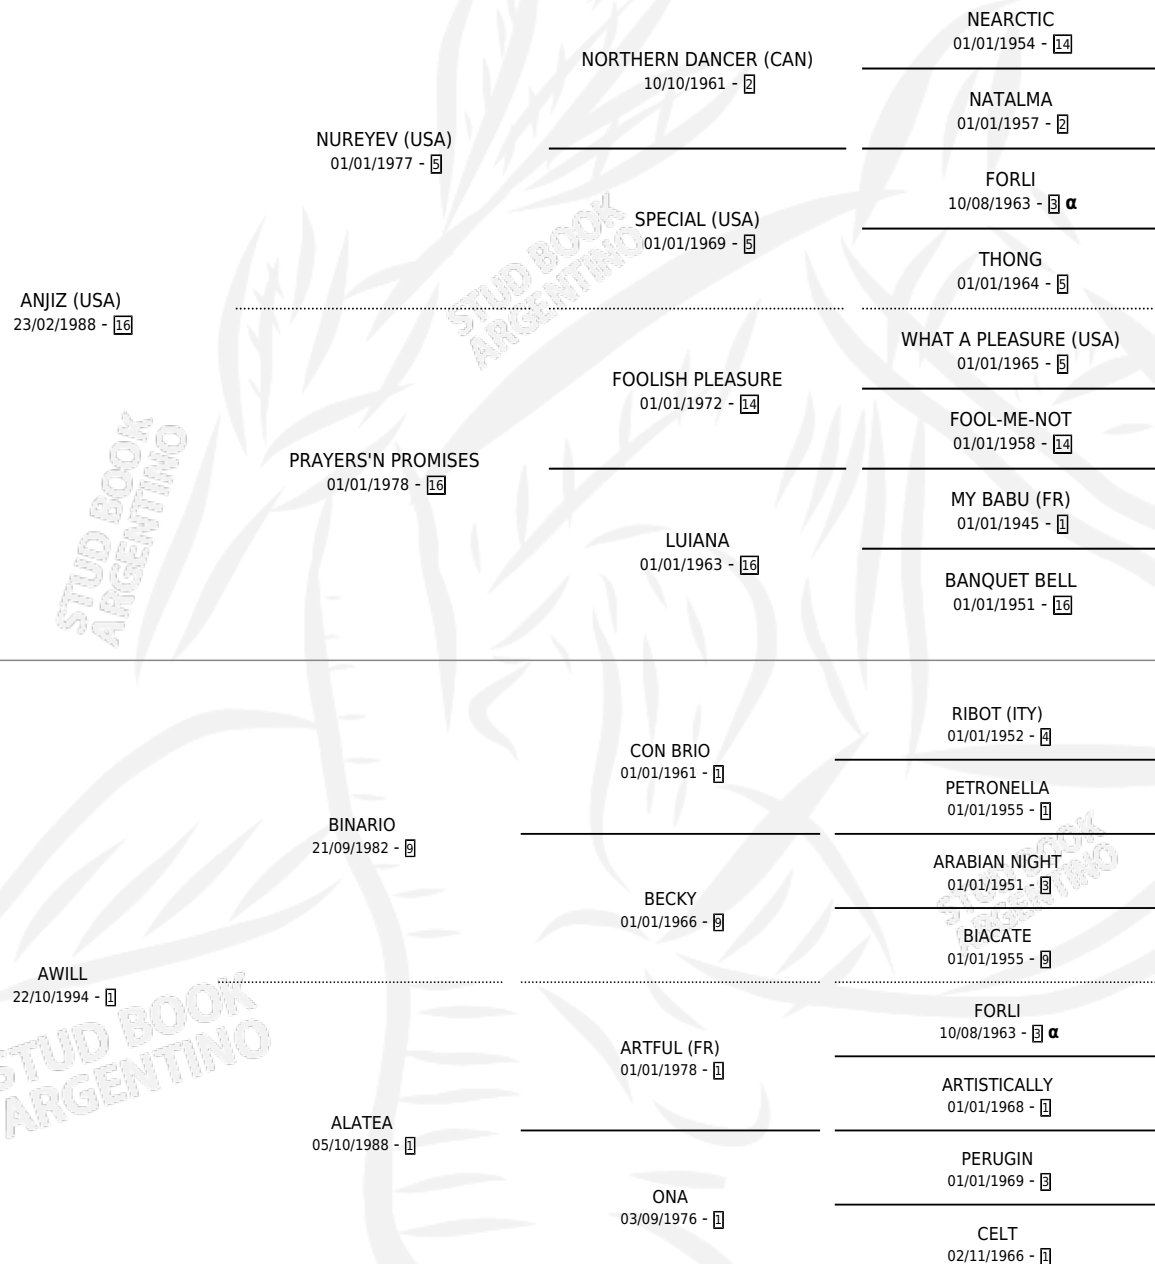 NEARCTIC
01/01/1954 - 14
NORTHERN DANCER (CAN)
10/10/1961 - 2
NATALMA
01/01/1957 - 2
NUREYEV (USA)
01/01/1977 - 5
FORLI
10/08/1963 - 3 α
SPECIAL (USA)
01/01/1969 - 5
THONG
01/01/1964 - 5
ANJIZ (USA)
23/02/1988 - 16
WHAT A PLEASURE (USA)
01/01/1965 - 5
FOOLISH PLEASURE
01/01/1972 - 14
FOOL-ME-NOT
01/01/1958 - 14
PRAYERS'N PROMISES
01/01/1978 - 16
MY BABU (FR)
01/01/1945 - 1
LUIANA
01/01/1963 - 16
BANQUET BELL
01/01/1951 - 16
RIBOT (ITY)
01/01/1952 - 4
CON BRIO
01/01/1961 - 1
PETRONELLA
01/01/1955 - 1
BINARIO
21/09/1982 - 9
ARABIAN NIGHT
01/01/1951 - 3
BECKY
01/01/1966 - 9
BIACATE
01/01/1955 - 9
AWILL
22/10/1994 - 1
FORLI
10/08/1963 - 3 α
ARTFUL (FR)
01/01/1978 - 1
ARTISTICALLY
01/01/1968 - 1
ALATEA
05/10/1988 - 1
PERUGIN
01/01/1969 - 3
ONA
03/09/1976 - 1
CELT
02/11/1966 - 1
STUD BOOK
ARGENTINO
STUD BOOK
ARGENTINO
STUD BOOK
ARGENTINO
STUD BOOK
ARGENTINO